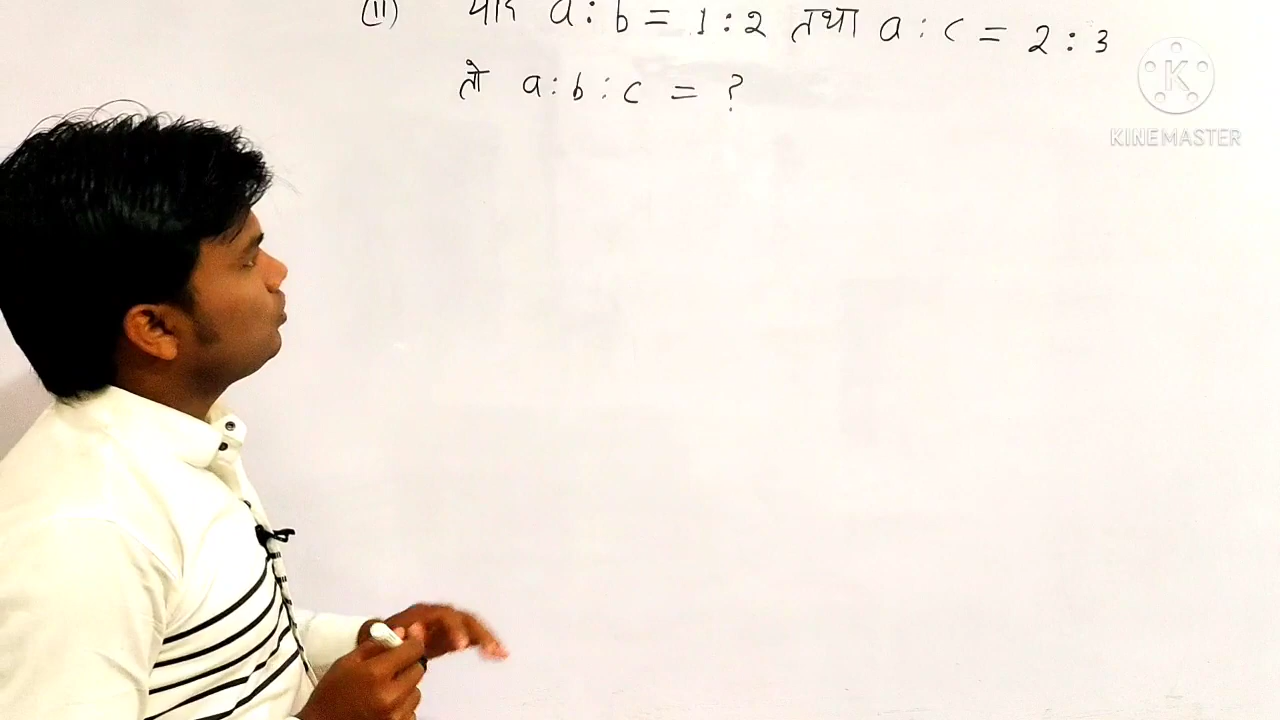 (ii) यदि a : b = 1 : 2 तथा a : c = 2 : 3
तो a : b : c = ?
K
KINEMASTER